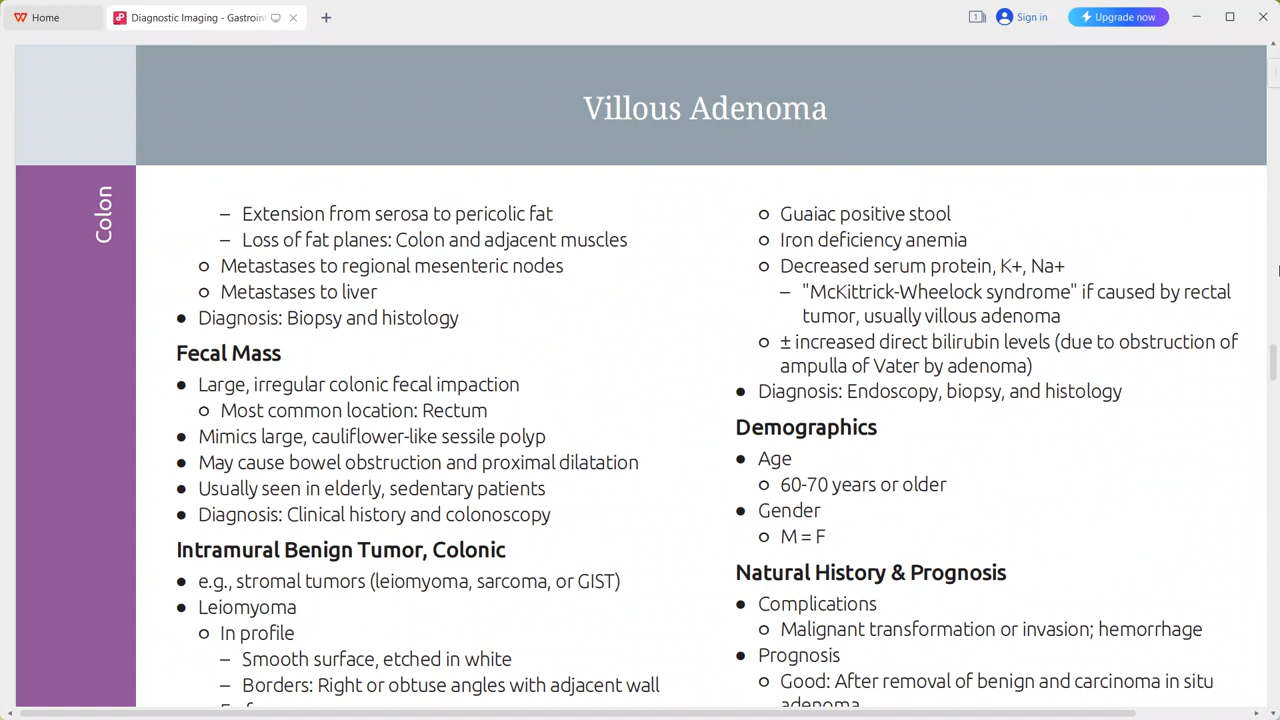 Home
Diagnostic Imaging - Gastroint
1
Sign in
Upgrade now
Villous Adenoma
Colon
– Extension from serosa to pericolic fat
– Loss of fat planes: Colon and adjacent muscles
○ Metastases to regional mesenteric nodes
○ Metastases to liver
● Diagnosis: Biopsy and histology
Fecal Mass
● Large, irregular colonic fecal impaction
○ Most common location: Rectum
● Mimics large, cauliflower-like sessile polyp
● May cause bowel obstruction and proximal dilatation
● Usually seen in elderly, sedentary patients
● Diagnosis: Clinical history and colonoscopy
Intramural Benign Tumor, Colonic
● e.g., stromal tumors (leiomyoma, sarcoma, or GIST)
● Leiomyoma
○ In profile
– Smooth surface, etched in white
– Borders: Right or obtuse angles with adjacent wall
○ Guaiac positive stool
○ Iron deficiency anemia
○ Decreased serum protein, K+, Na+
– "McKittrick-Wheelock syndrome" if caused by rectal
tumor, usually villous adenoma
○ ± increased direct bilirubin levels (due to obstruction of
ampulla of Vater by adenoma)
● Diagnosis: Endoscopy, biopsy, and histology
Demographics
● Age
○ 60-70 years or older
● Gender
○ M = F
Natural History & Prognosis
● Complications
○ Malignant transformation or invasion; hemorrhage
● Prognosis
○ Good: After removal of benign and carcinoma in situ
adenoma